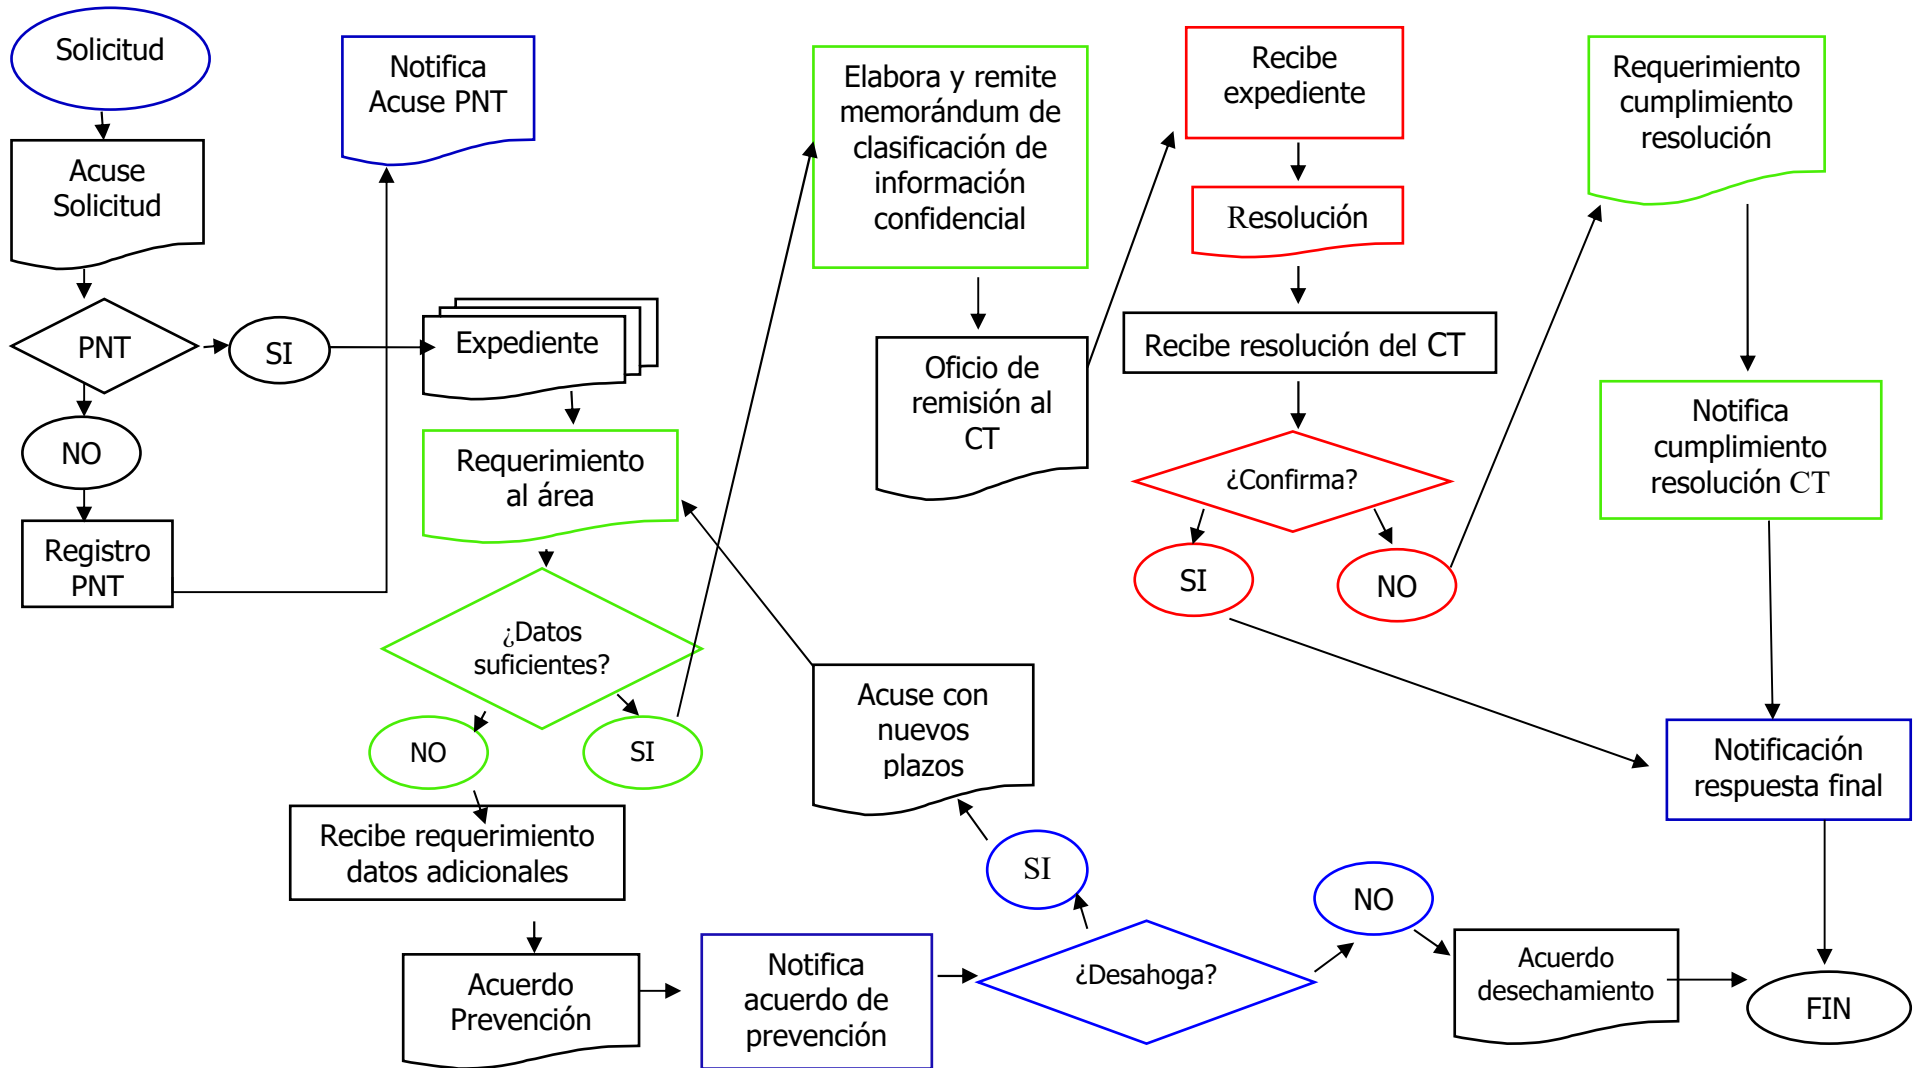 Solicitud
Acuse
Solicitud
PNT
SI
NO
Registro
PNT
Notifica
Acuse PNT
Expediente
Requerimiento
al área
¿Datos
suficientes?
NO
SI
Recibe requerimiento
datos adicionales
Acuerdo
Prevención
Notifica
acuerdo de
prevención
¿Desahoga?
SI
Acuse con
nuevos
plazos
NO
Acuerdo
desechamiento
FIN
Elabora y remite
memorándum de
clasificación de
información
confidencial
Oficio de
remisión al
CT
Recibe
expediente
Resolución
Recibe resolución del CT
¿Confirma?
SI
NO
Requerimiento
cumplimiento
resolución
Notifica
cumplimiento
resolución CT
Notificación
respuesta final